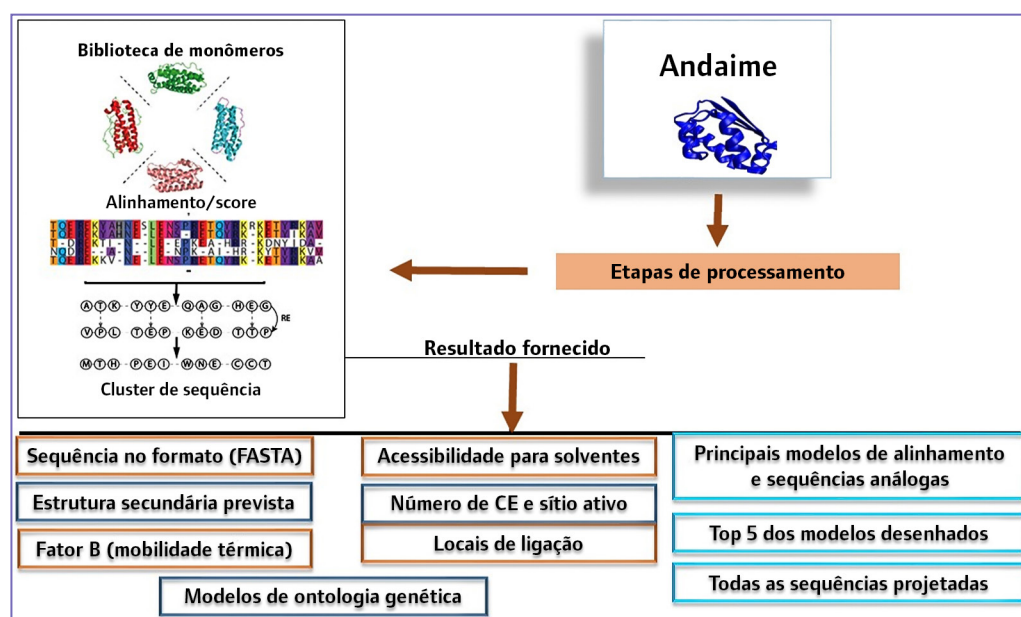 Biblioteca de monômeros
Alinhamento/score
A T K Y Y E Q A G H E G
RE
V P L T E P K E D T T P
M T H P E I W N E C C T
Cluster de sequência
Andaime
Etapas de processamento
Resultado fornecido
Sequência no formato (FASTA)
Estrutura secundária prevista
Fator B (mobilidade térmica)
Acessibilidade para solventes
Número de CE e sítio ativo
Locais de ligação
Modelos de ontologia genética
Principais modelos de alinhamento
e sequências análogas
Top 5 dos modelos desenhados
Todas as sequências projetadas